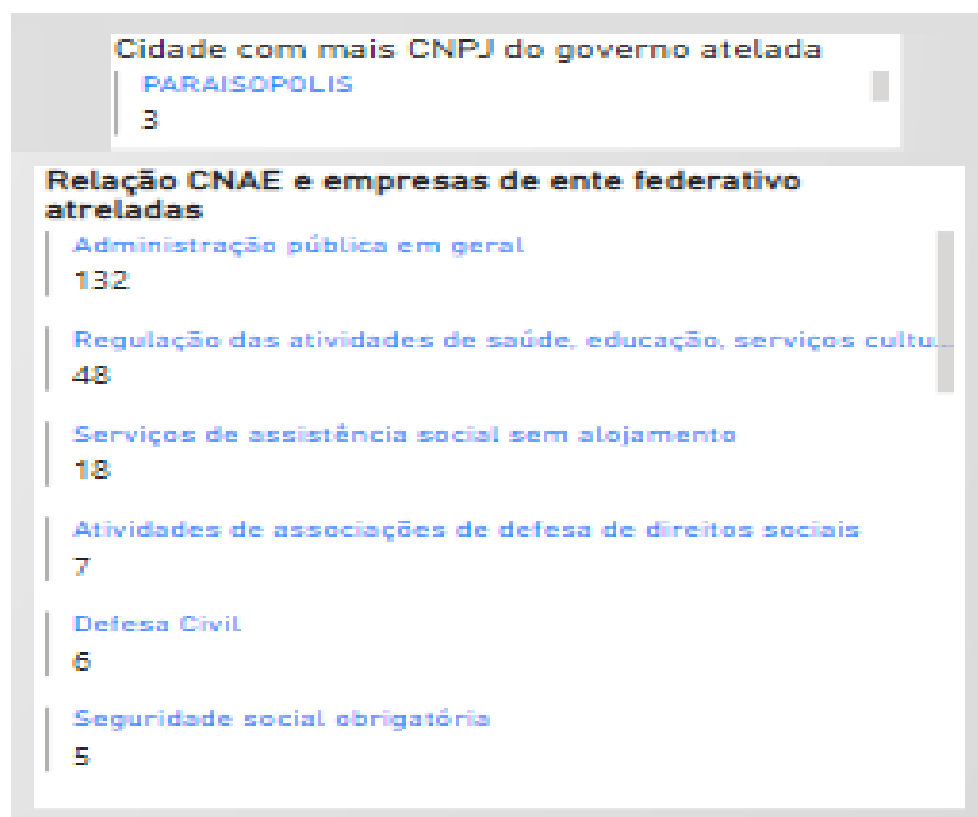 Cidade com mais CNPJ do governo atelada
PARAISOPOLIS
3
Relação CNAE e empresas de ente federativo
atreladas
Administração pública em geral
132
Regulação das atividades de saúde, educação, serviços cultu...
48
Serviços de assistência social sem alojamento
18
Atividades de associações de defesa de direitos sociais
7
Defesa Civil
6
Seguridade social obrigatória
5